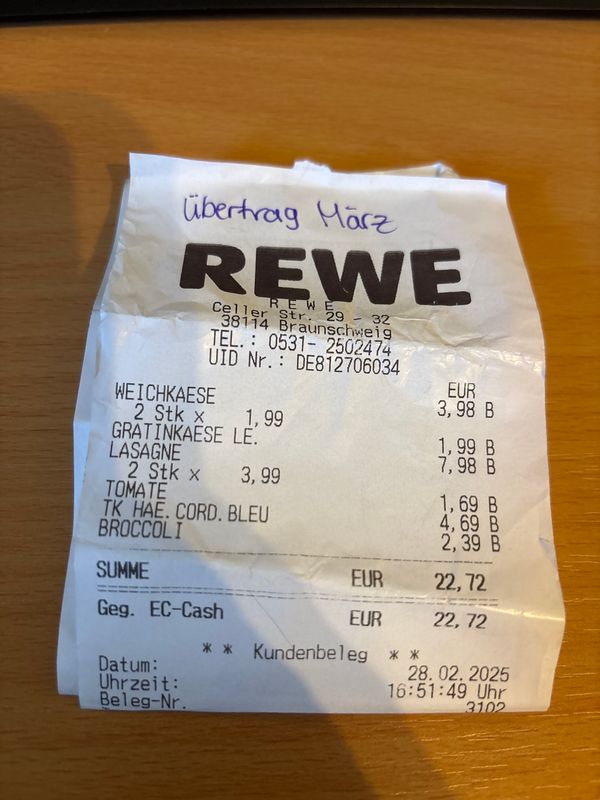 Übertrag März
REWE
REWE
Celler Str. 29 - 32
38114 Braunschweig
TEL.: 0531- 2502474
UID Nr.: DE812706034
EUR
WEICHKAESE 3,98 B
2 Stk x 1,99
GRATINKAESE LE. 1,99 B
LASAGNE 7,98 B
2 Stk x 3,99
TOMATE 1,69 B
TK HAE.CORD.BLEU 4,69 B
BROCCOLI 2,39 B
SUMME EUR 22,72
Geg. EC-Cash EUR 22,72
* * Kundenbeleg * *
Datum: 28.02.2025
Uhrzeit: 16:51:49 Uhr
Beleg-Nr. 3102